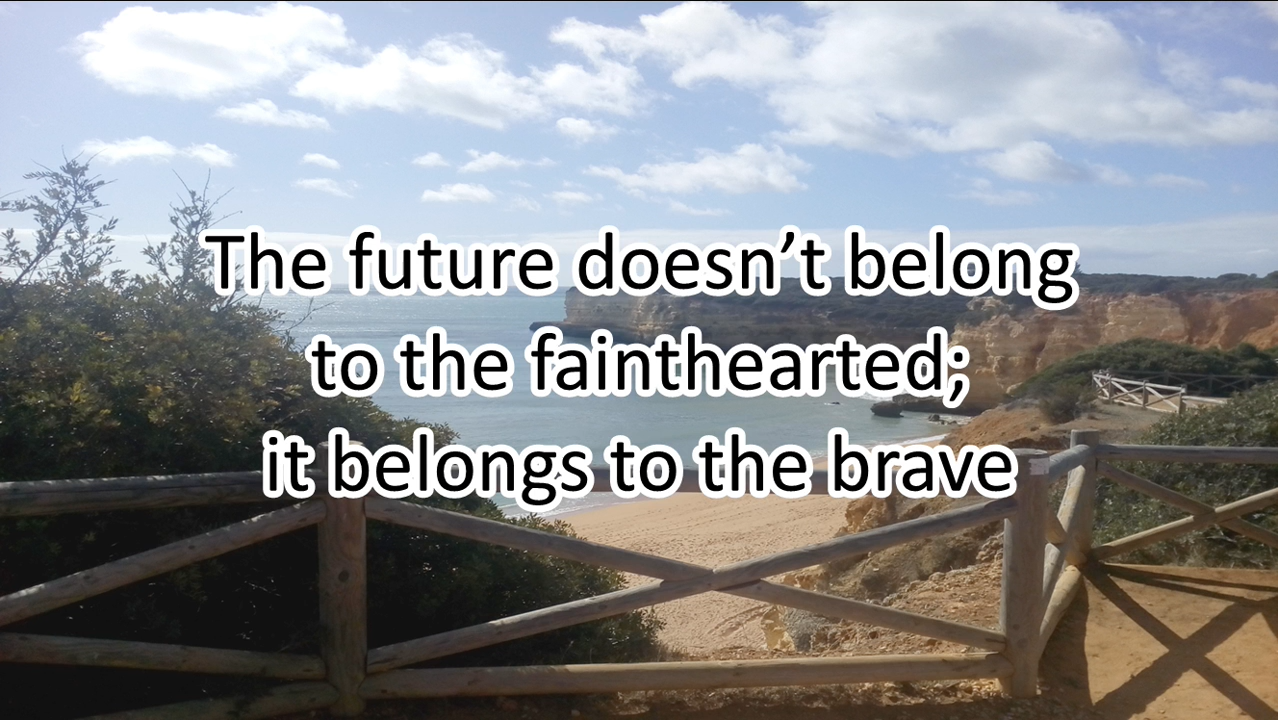 The future doesn’t belong
to the fainthearted;
it belongs to the brave